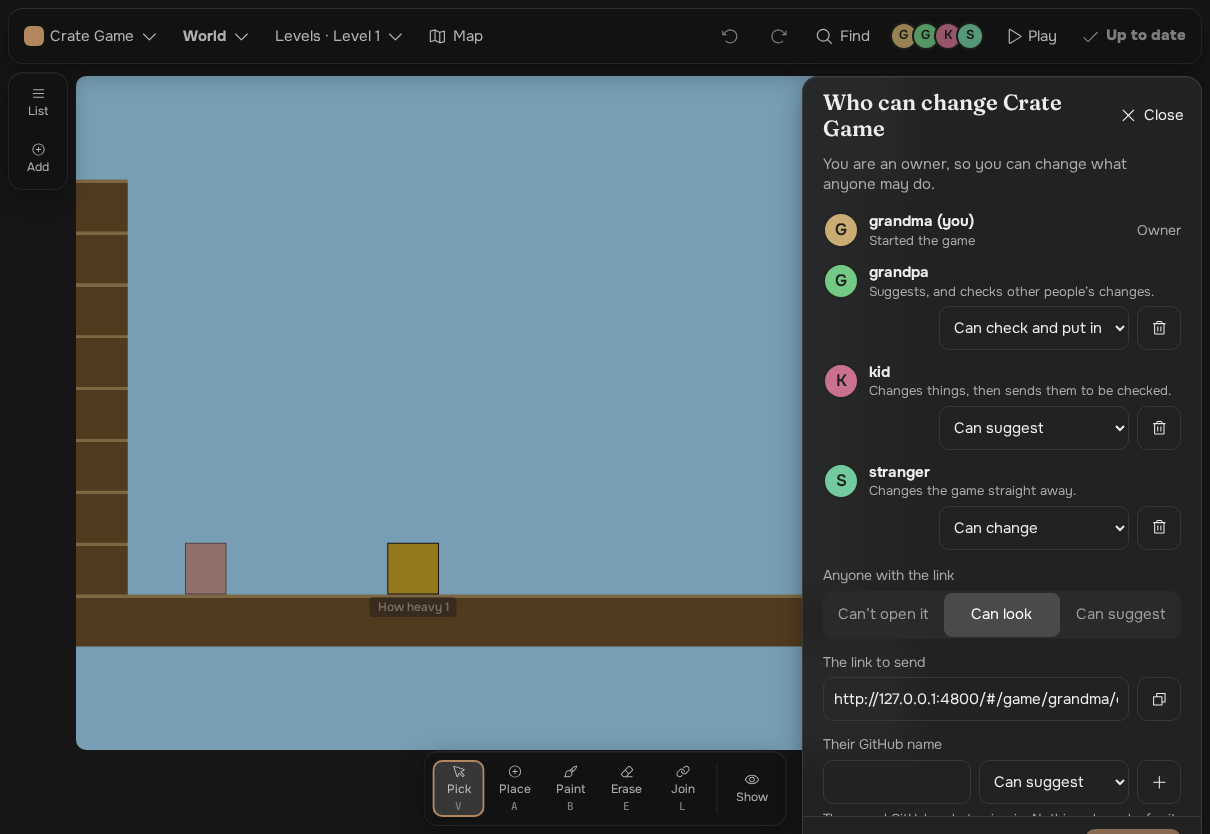 Crate Game
World
Levels · Level 1
Map
Find
G
G
K
S
Play
Up to date
List
Add
Who can change Crate
Game
Close
You are an owner, so you can change what
anyone may do.
G
grandma (you)
Started the game
Owner
G
grandpa
Suggests, and checks other people's changes.
Can check and put in
K
kid
Changes things, then sends them to be checked.
Can suggest
S
stranger
Changes the game straight away.
Can change
Anyone with the link
Can't open it
Can look
Can suggest
The link to send
http://127.0.0.1:4800/#/game/grandma/
Their GitHub name
Can suggest
How heavy 1
Pick
V
Place
A
Paint
B
Erase
E
Join
L
Show